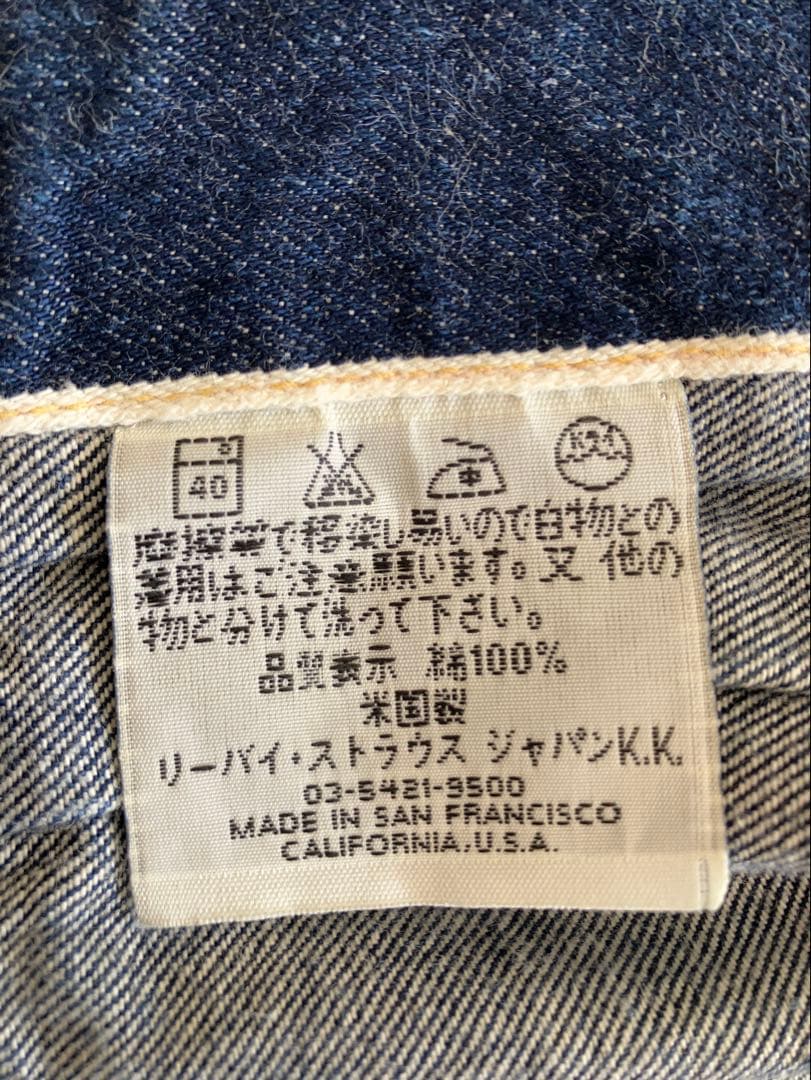 40 中
摩擦等で移染し易いので白物との
着用はご注意願います。又 他の
物と分けて洗って下さい。
品質表示 綿100%
米国製
リーバイ・ストラウス ジャパンK.K.
03-5421-9500
MADE IN SAN FRANCISCO
CALIFORNIA.U.S.A.